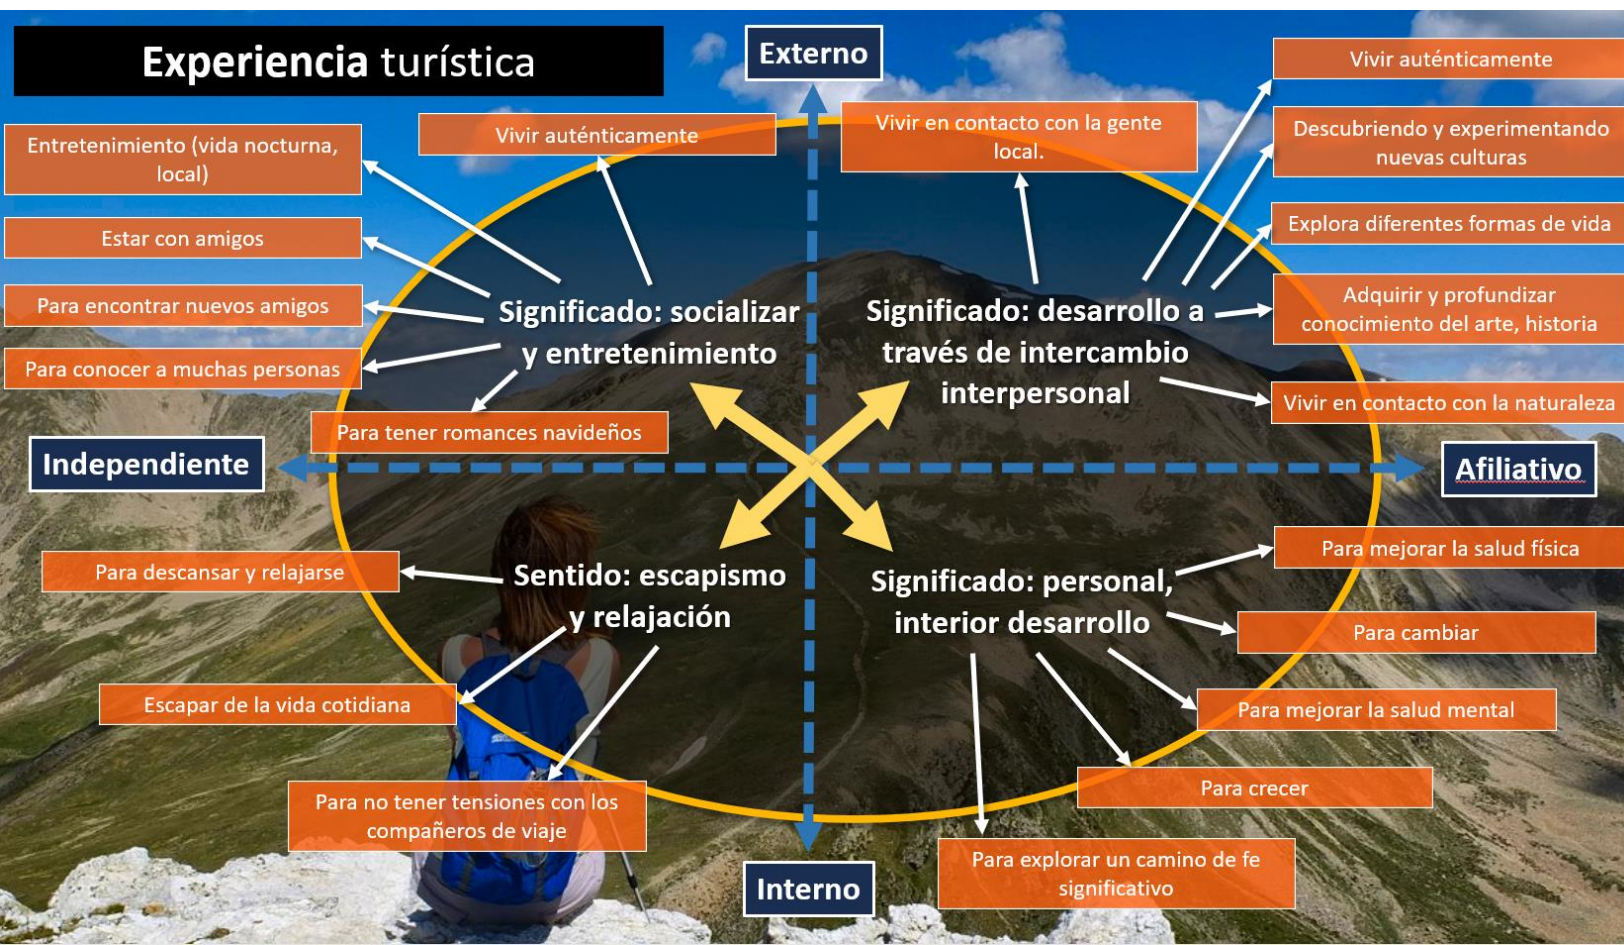 Experiencia turística
Externo
Vivir auténticamente
Entretenimiento (vida nocturna,
local)
Vivir auténticamente
Vivir en contacto con la gente
local.
Descubriendo y experimentando
nuevas culturas
Estar con amigos
Explora diferentes formas de vida
Para encontrar nuevos amigos
Significado: socializar
y entretenimiento
Significado: desarrollo a
través de intercambio
interpersonal
Adquirir y profundizar
conocimiento del arte, historia
Para conocer a muchas personas
Vivir en contacto con la naturaleza
Para tener romances navideños
Independiente
Afiliativo
Para descansar y relajarse
Sentido: escapismo
y relajación
Significado: personal,
interior desarrollo
Para mejorar la salud física
Para cambiar
Escapar de la vida cotidiana
Para mejorar la salud mental
Para no tener tensiones con los
compañeros de viaje
Para crecer
Interno
Para explorar un camino de fe
significativo